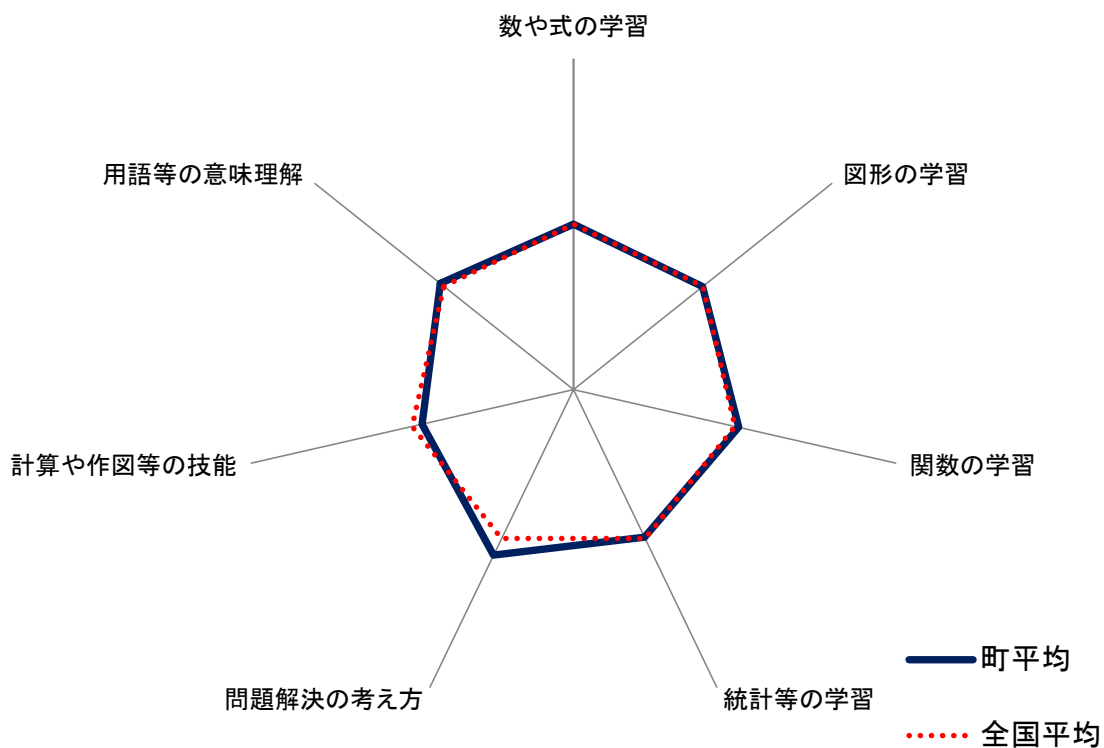 数や式の学習
用語等の意味理解
図形の学習
計算や作図等の技能
関数の学習
問題解決の考え方
統計等の学習
町平均
全国平均